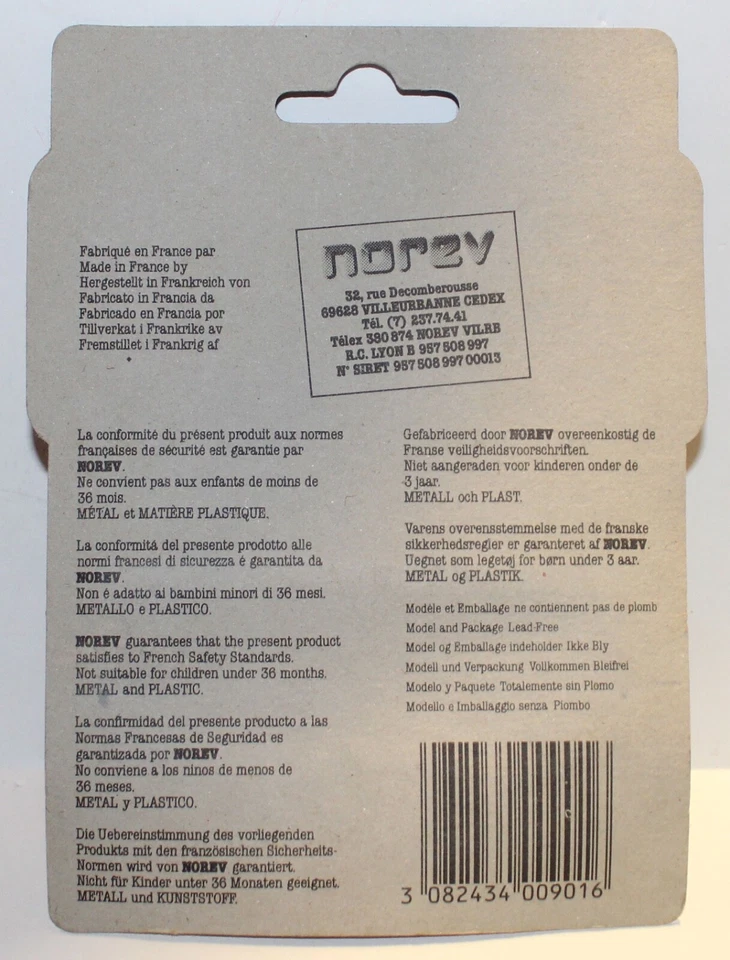 Fabriqué en France par
Made in France by
Hergestellt in Frankreich von
Fabricato in Francia da
Fabricado en Francia por
Tillverkat i Frankrike av
Fremstillet i Frankrig af
norev
32, rue Decomberousse
69628 VILLEURBANNE CEDEX
Tél. (7) 237.74.41
Télex 380 874 NOREV VILRB
R.C. LYON B 957 508 997
N° SIRET 957 508 997 00013
La conformité du présent produit aux normes
françaises de sécurité est garantie par
NOREV.
Ne convient pas aux enfants de moins de
36 mois.
MÉTAL et MATIÈRE PLASTIQUE.
La conformitá del presente prodotto alle
normi francesi di sicurezza é garantita da
NOREV.
Non é adatto ai bambini minori di 36 mesi.
METALLO e PLASTICO.
NOREV guarantees that the present product
satisfies to French Safety Standards.
Not suitable for children under 36 months.
METAL and PLASTIC.
La confirmidad del presente producto a las
Normas Francesas de Seguridad es
garantizada por NOREV.
No conviene a los ninos de menos de
36 meses.
METAL y PLASTICO.
Die Uebereinstimmung des vorliegenden
Produkts mit den französischen Sicherheits-
Normen wird von NOREV garantiert.
Nicht für Kinder unter 36 Monaten geeignet.
METALL und KUNSTSTOFF.
Gefabriceerd door NOREV overeenkostig de
Franse veiligheidsvoorschriften.
Niet aangeraden voor kinderen onder de
3 jaar.
METALL och PLAST.
Varens overensstemmelse med de franske
sikkerhedsregler er garanteret af NOREV.
Uegnet som legetøj for børn under 3 aar.
METAL og PLASTIK.
Modèle et Emballage ne contiennent pas de plomb
Model and Package Lead-Free
Model og Emballage indeholder Ikke Bly
Modell und Verpackung Vollkommen Bleifrei
Modelo y Paquete Totalemente sin Plomo
Modello e Imballaggio senza Piombo
3 082434 009016